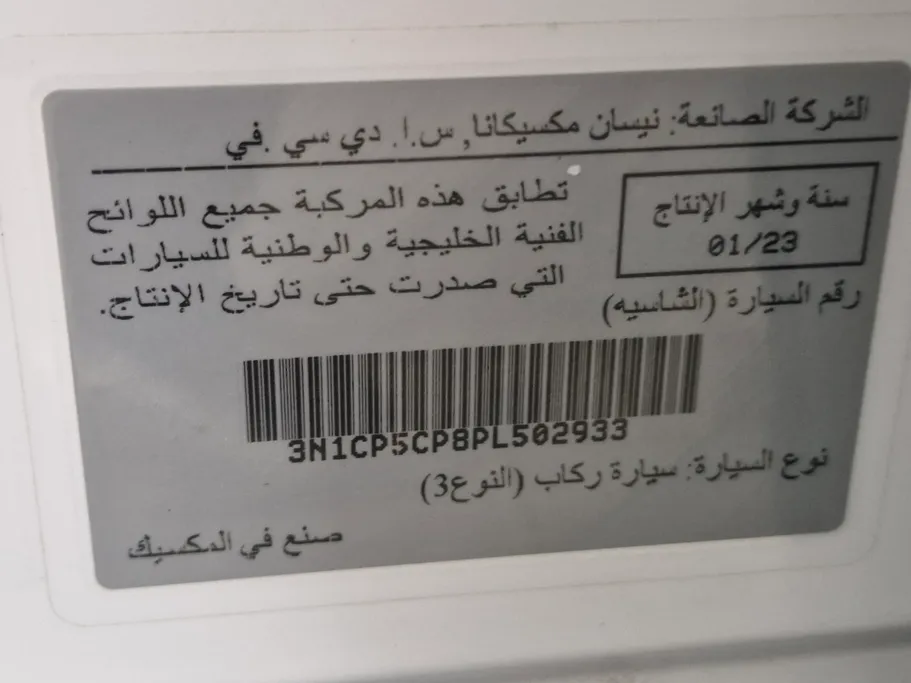 الشركة الصانعة: نيسان مكسيكانا, س.ا. دي سي .في
سنة وشهر الإنتاج
01/23
تطابق هذه المركبة جميع اللوائح
الفنية الخليجية والوطنية للسيارات
التي صدرت حتى تاريخ الإنتاج.
رقم السيارة (الشاسيه)
3N1CP5CP8PL502933
نوع السيارة: سيارة ركاب (النوع3)
صنع في المكسيك